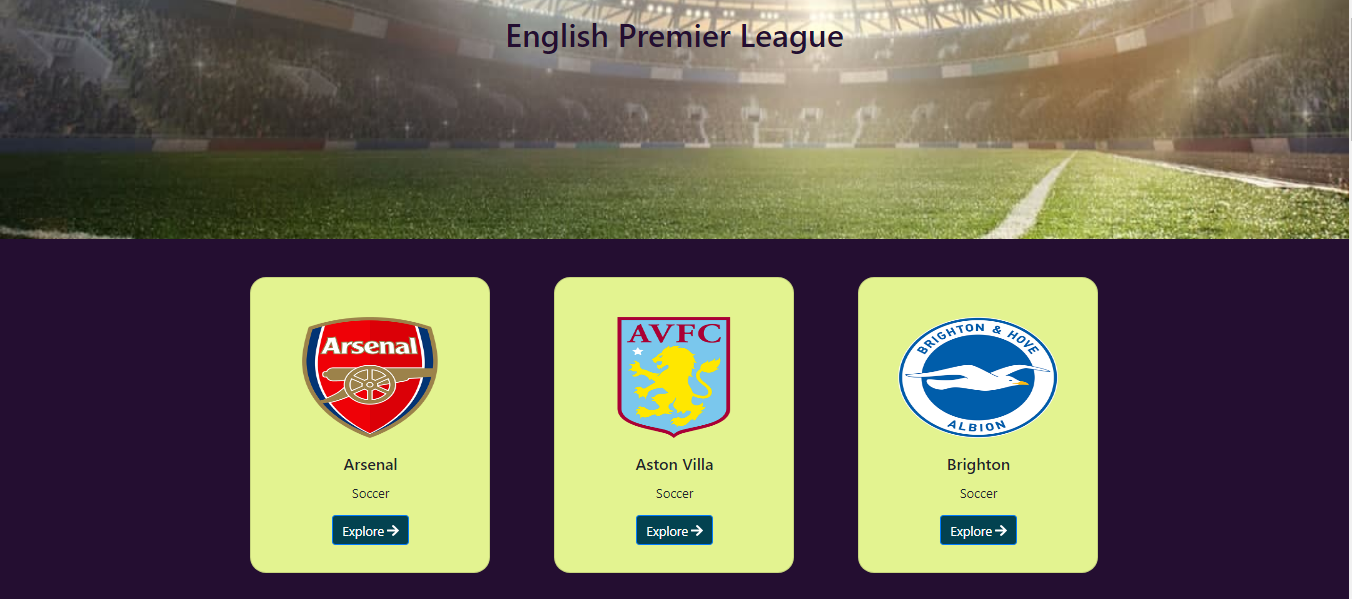 English Premier League
Arsenal
AVFC
BRIGHTON & HOVE
ALBION
Arsenal
Aston Villa
Brighton
Soccer
Soccer
Soccer
Explore
Explore
Explore